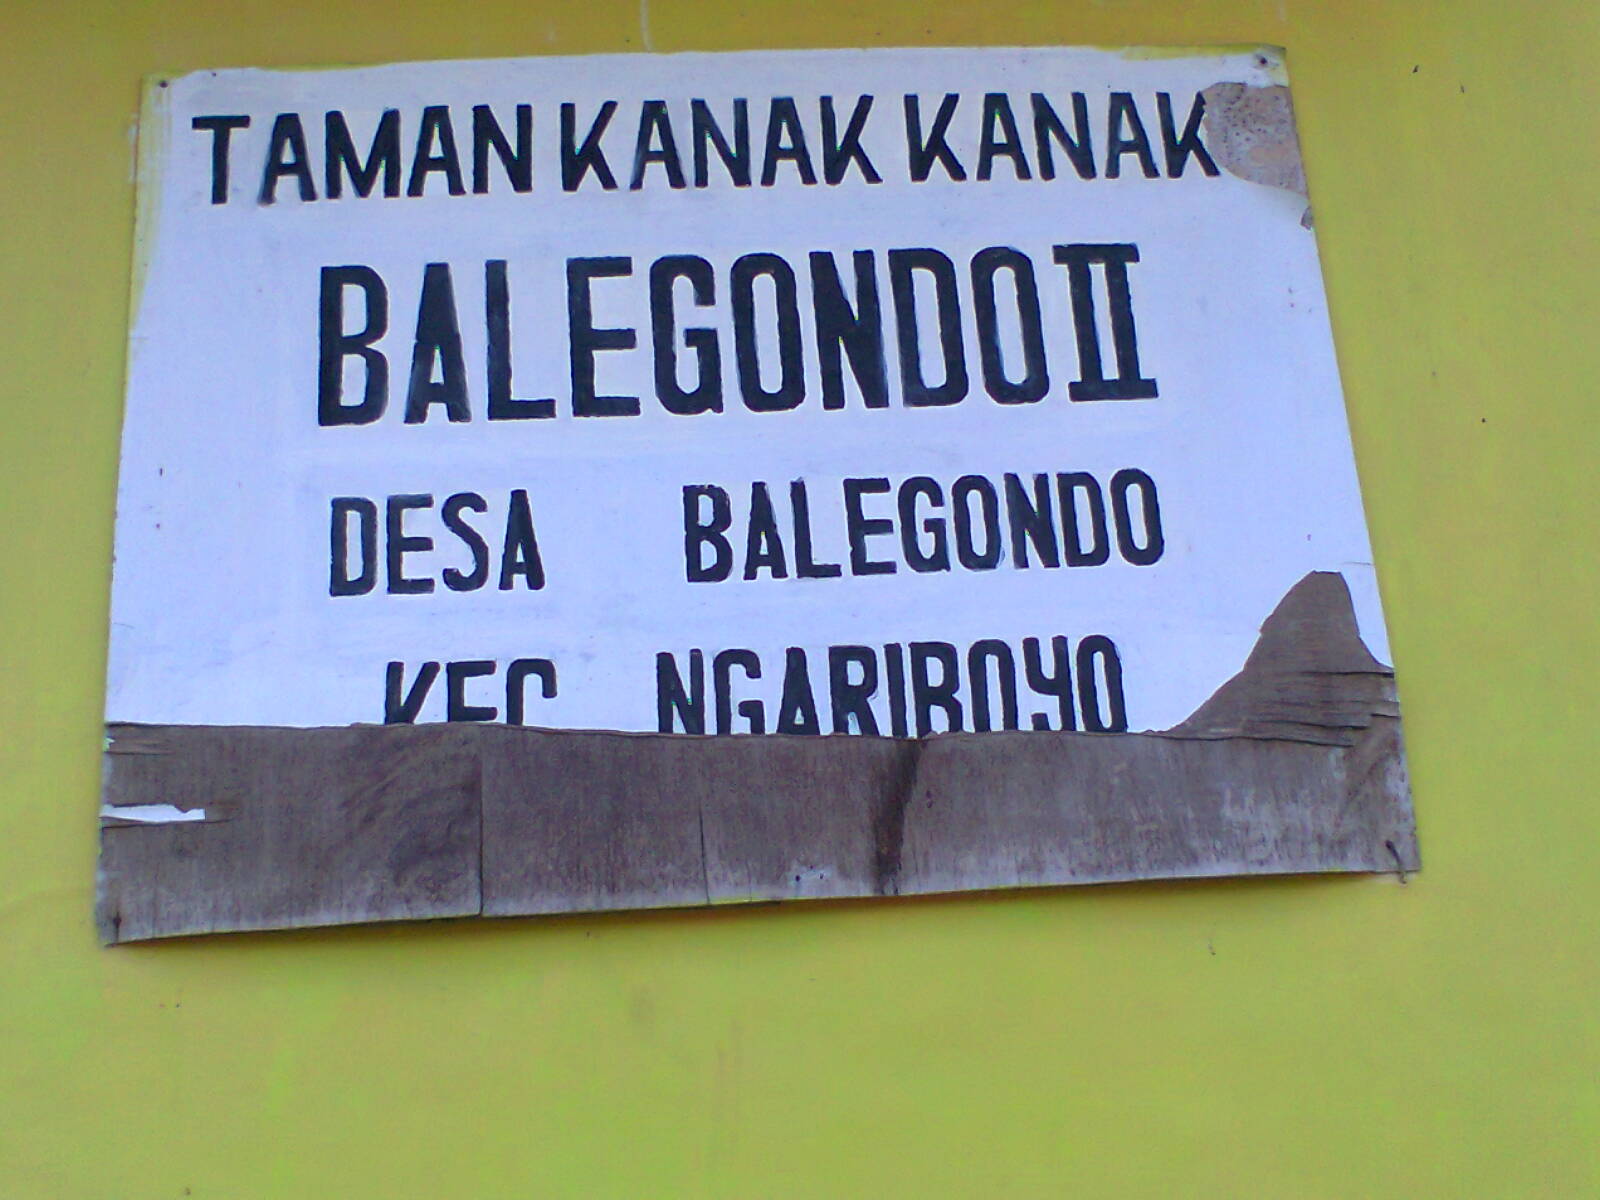 TAMAN KANAK KANAK
BALEGONDO II
DESA BALEGONDO
KEC NGARIBOYO